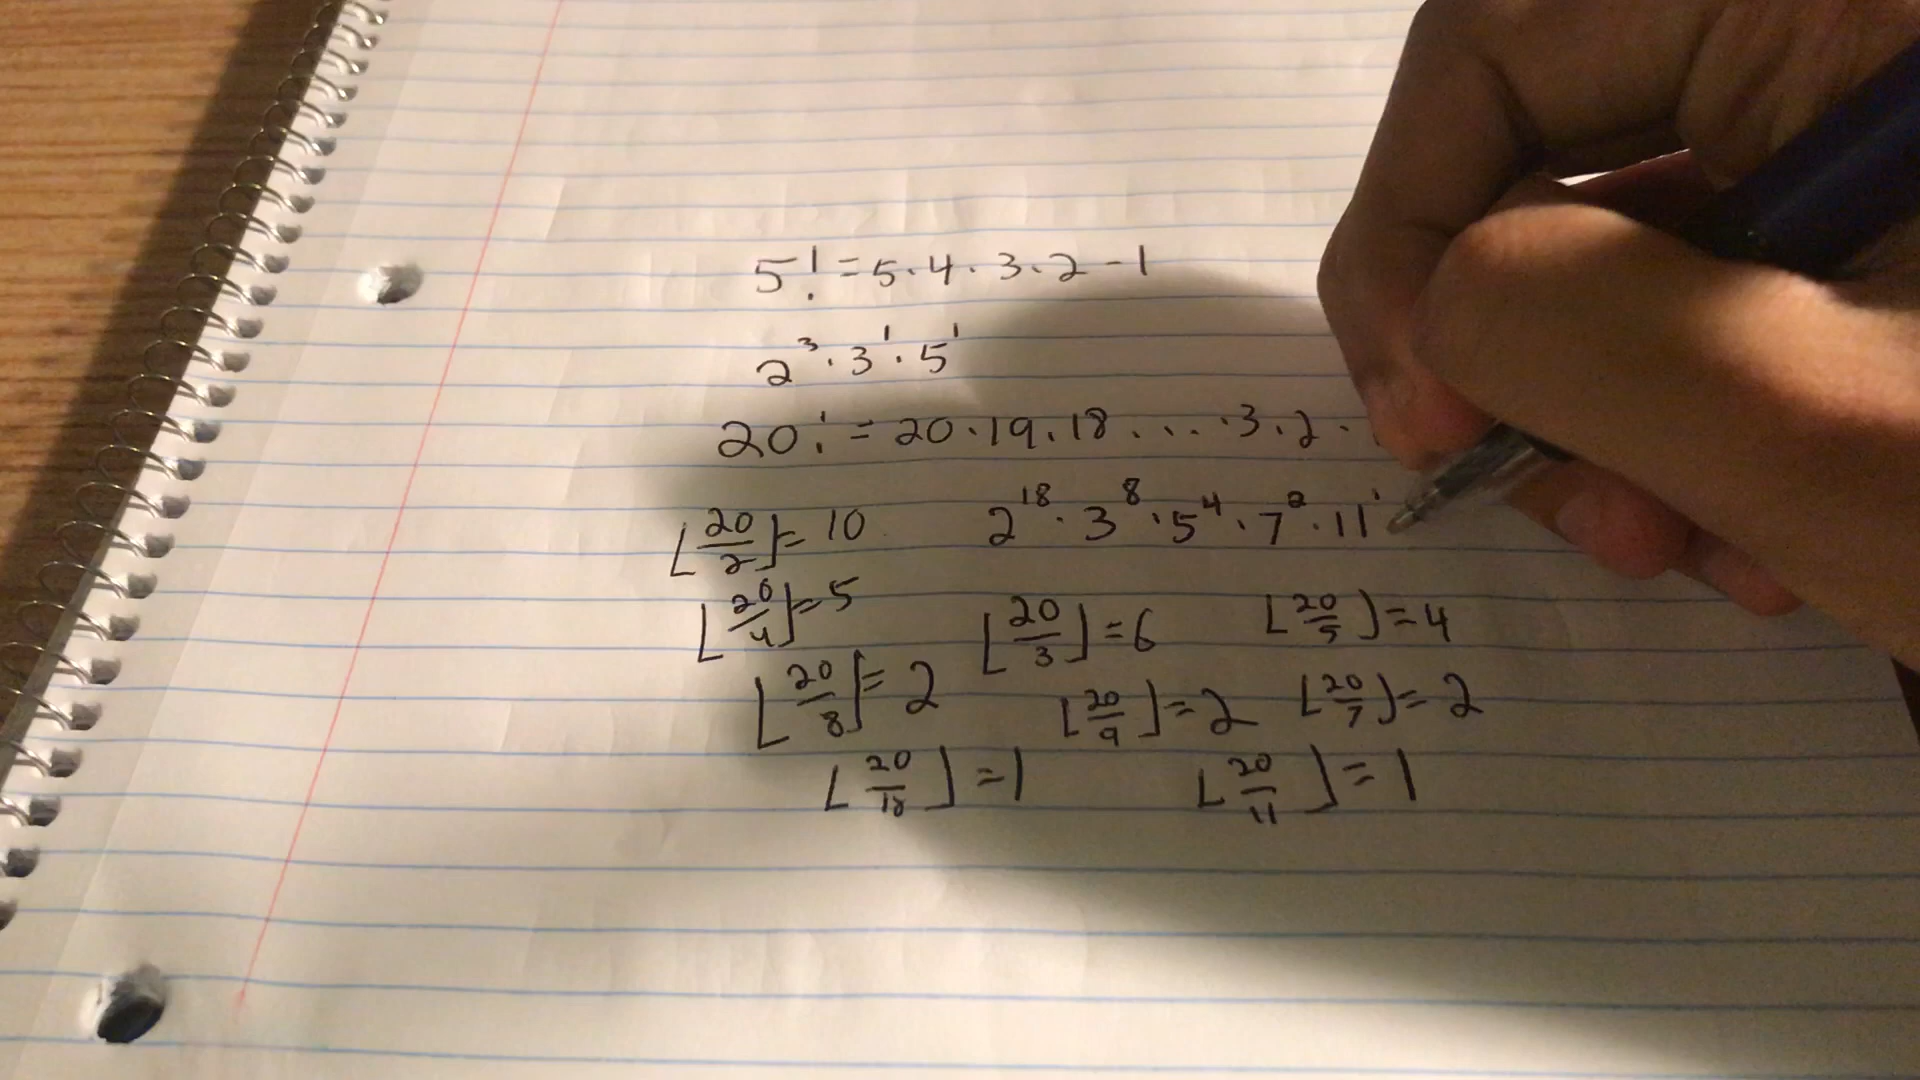 5! = 5 · 4 · 3 · 2 - 1
2³ · 3¹ · 5¹
20! = 20 · 19 · 18 . . . · 3 · 2 ·
2¹⁸ · 3⁸ · 5⁴ · 7² · 11¹
⌊20/2⌋ = 10
⌊20/4⌋ = 5
⌊20/3⌋ = 6
⌊20/5⌋ = 4
⌊20/8⌋ = 2
⌊20/9⌋ = 2
⌊20/7⌋ = 2
⌊20/18⌋ = 1
⌊20/11⌋ = 1